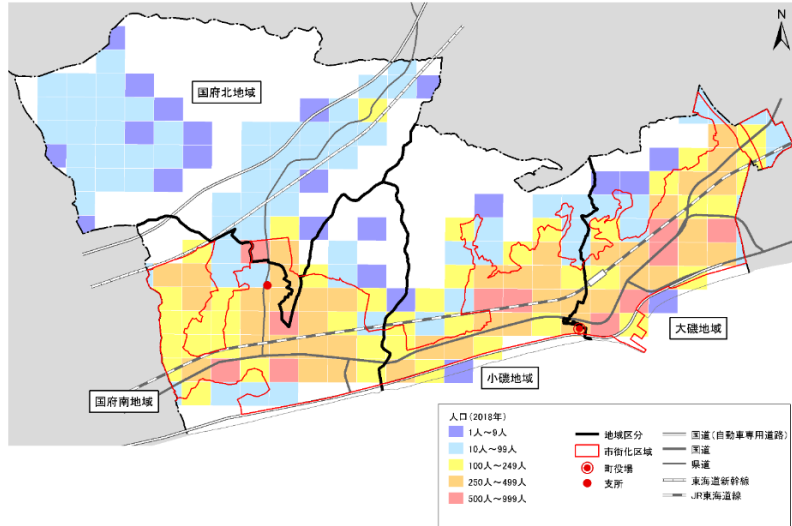 N
国府北地域
大磯地域
小磯地域
国府南地域
人口(2018年)
1人～9人
10人～99人
100人～249人
250人～499人
500人～999人
地域区分
市街化区域
町役場
支所
国道(自動車専用道路)
国道
県道
東海道新幹線
JR東海道線